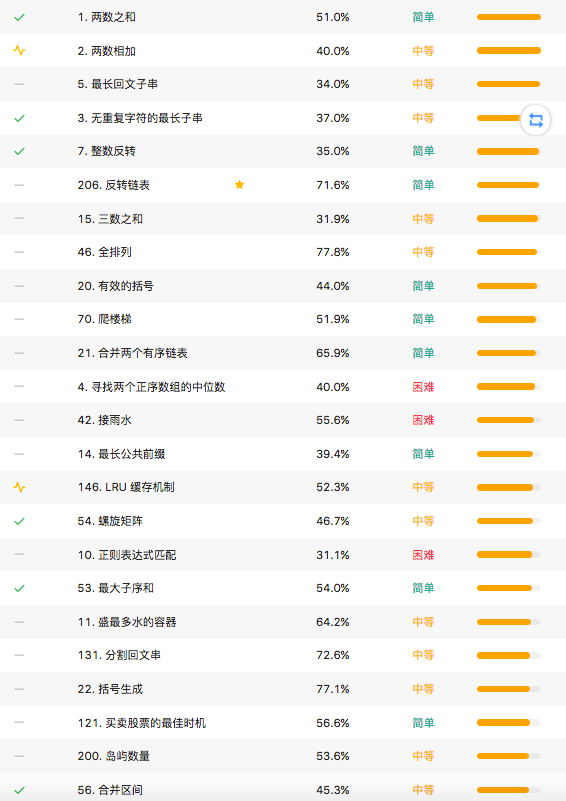 1. 两数之和 51.0% 简单
2. 两数相加 40.0% 中等
5. 最长回文子串 34.0% 中等
3. 无重复字符的最长子串 37.0% 中等
7. 整数反转 35.0% 简单
206. 反转链表 71.6% 简单
15. 三数之和 31.9% 中等
46. 全排列 77.8% 中等
20. 有效的括号 44.0% 简单
70. 爬楼梯 51.9% 简单
21. 合并两个有序链表 65.9% 简单
4. 寻找两个正序数组的中位数 40.0% 困难
42. 接雨水 55.6% 困难
14. 最长公共前缀 39.4% 简单
146. LRU 缓存机制 52.3% 中等
54. 螺旋矩阵 46.7% 中等
10. 正则表达式匹配 31.1% 困难
53. 最大子序和 54.0% 简单
11. 盛最多水的容器 64.2% 中等
131. 分割回文串 72.6% 中等
22. 括号生成 77.1% 中等
121. 买卖股票的最佳时机 56.6% 简单
200. 岛屿数量 53.6% 中等
56. 合并区间 45.3% 中等